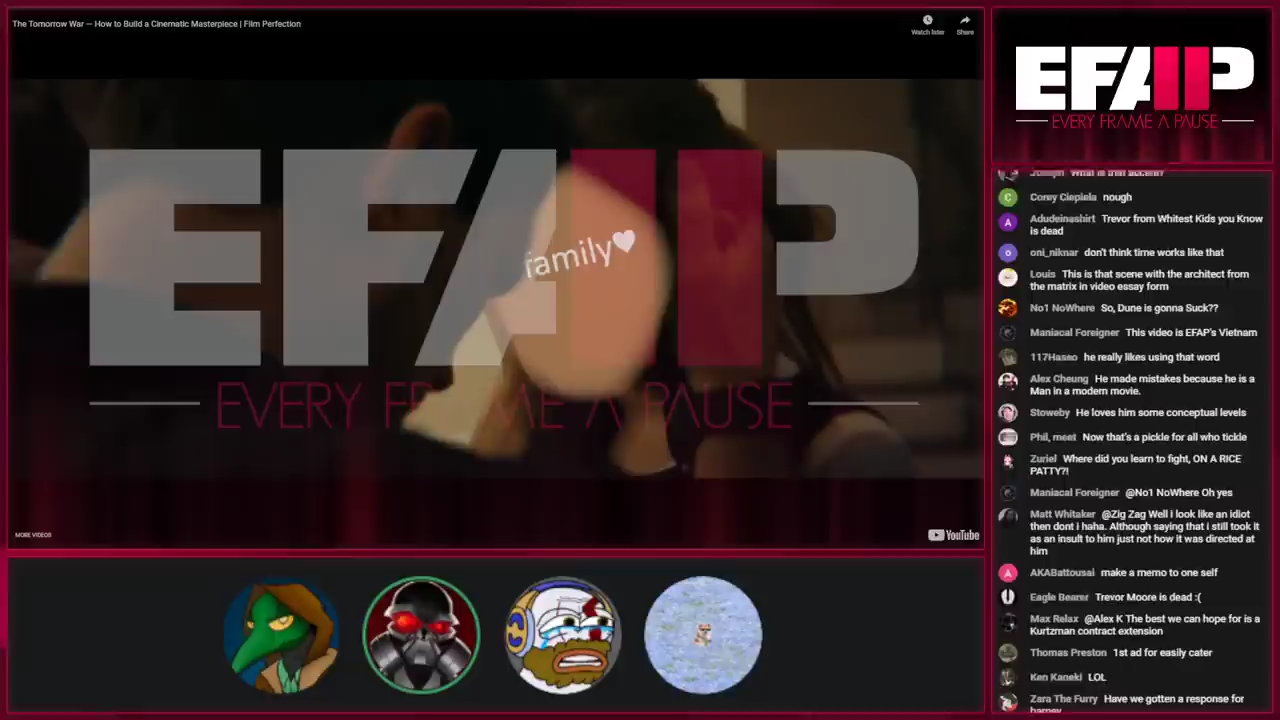 The Tomorrow War — How to Build a Cinematic Masterpiece | Film Perfection
Watch later
Share
EFAP
EVERY FRAME A PAUSE
family
MORE VIDEOS
YouTube
EFAP
EVERY FRAME A PAUSE
Joseph What is that accent?
Corey Ciepiela nough
Adudeinashirt Trevor from Whitest Kids you Know
is dead
oni_niknar don't think time works like that
Louis This is that scene with the architect from
the matrix in video essay form
No1 NoWhere So, Dune is gonna Suck??
Maniacal Foreigner This video is EFAP's Vietnam
117Haseo he really likes using that word
Alex Cheung He made mistakes because he is a
Man in a modern movie.
Stoweby He loves him some conceptual levels
Phil, meet Now that's a pickle for all who tickle
Zuriel Where did you learn to fight, ON A RICE
PATTY?!
Maniacal Foreigner @No1 NoWhere Oh yes
Matt Whitaker @Zig Zag Well i look like an idiot
then dont i haha. Although saying that i still took it
as an insult to him just not how it was directed at
him
AKABattousai make a memo to one self
Eagle Bearer Trevor Moore is dead :(
Max Relax @Alex K The best we can hope for is a
Kurtzman contract extension
Thomas Preston 1st ad for easily cater
Ken Kaneki LOL
Zara The Furry Have we gotten a response for